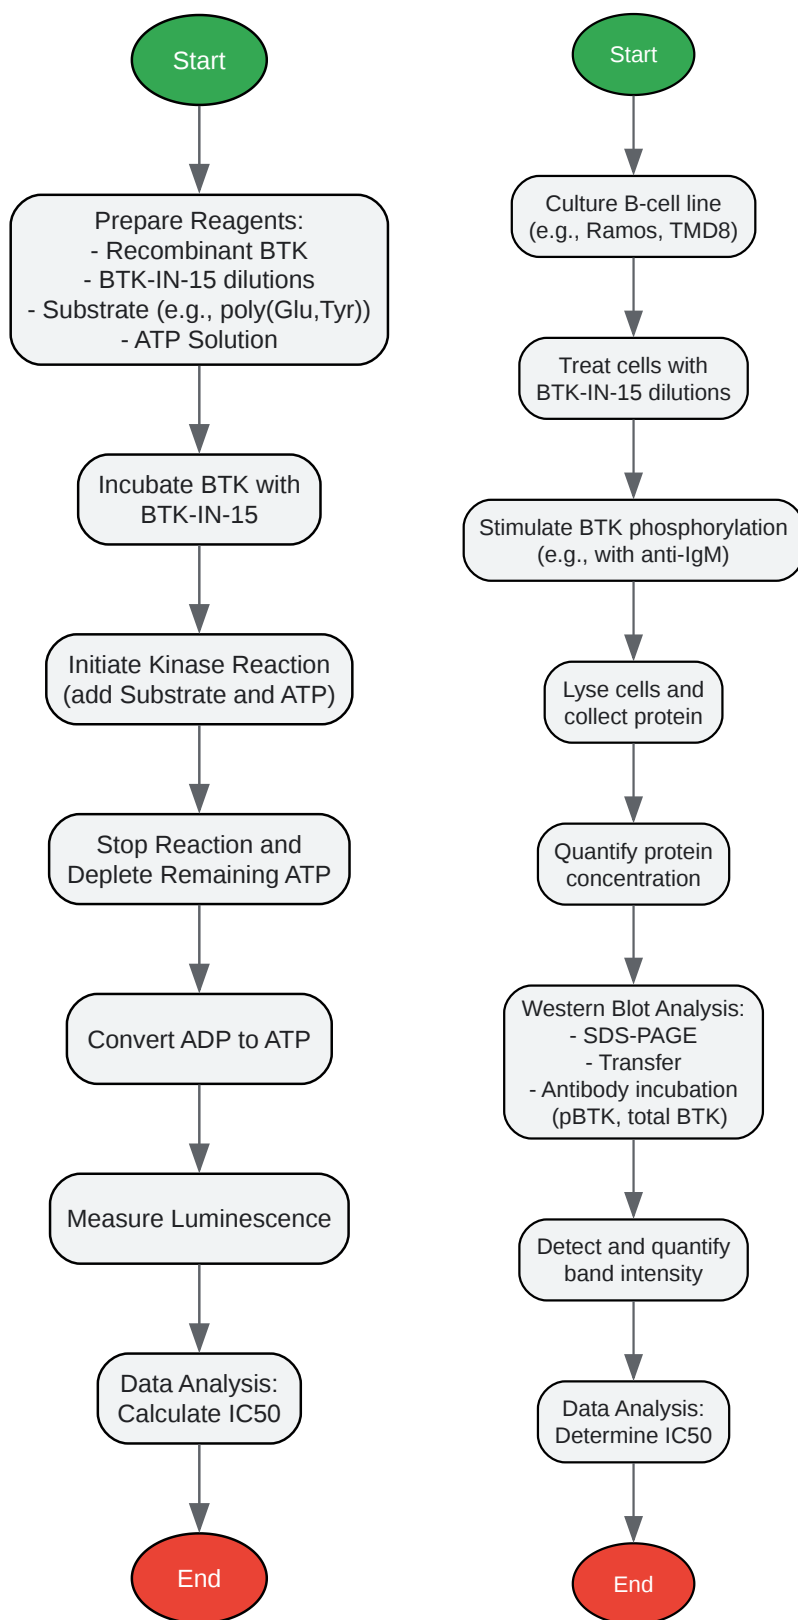 Start
Prepare Reagents:
- Recombinant BTK
- BTK-IN-15 dilutions
- Substrate (e.g., poly(Glu,Tyr))
- ATP Solution
Incubate BTK with
BTK-IN-15
Initiate Kinase Reaction
(add Substrate and ATP)
Stop Reaction and
Deplete Remaining ATP
Convert ADP to ATP
Measure Luminescence
Data Analysis:
Calculate IC50
End
Start
Culture B-cell line
(e.g., Ramos, TMD8)
Treat cells with
BTK-IN-15 dilutions
Stimulate BTK phosphorylation
(e.g., with anti-IgM)
Lyse cells and
collect protein
Quantify protein
concentration
Western Blot Analysis:
- SDS-PAGE
- Transfer
- Antibody incubation
(pBTK, total BTK)
Detect and quantify
band intensity
Data Analysis:
Determine IC50
End